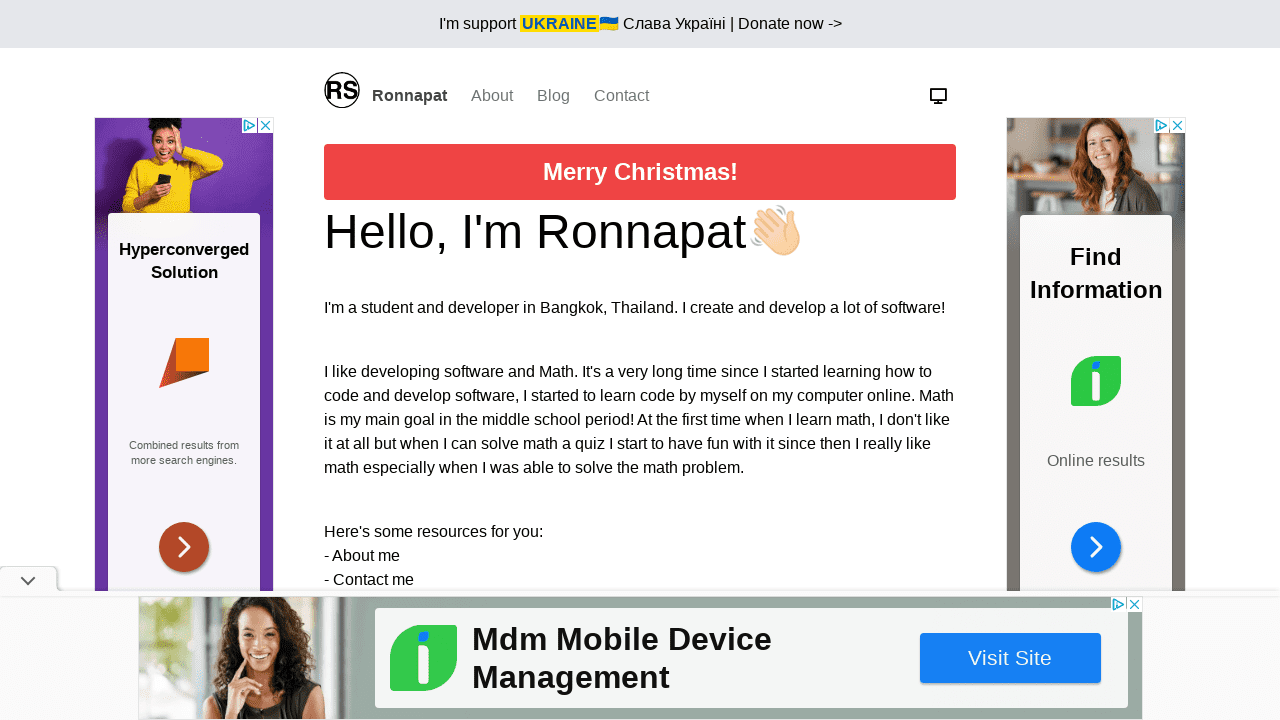 I'm support UKRAINE🇺🇦 Слава Україні | Donate now ->
RS
Ronnapat About Blog Contact
Merry Christmas!
Hello, I'm Ronnapat👋🏻
I'm a student and developer in Bangkok, Thailand. I create and develop a lot of software!
I like developing software and Math. It's a very long time since I started learning how to
code and develop software, I started to learn code by myself on my computer online. Math
is my main goal in the middle school period! At the first time when I learn math, I don't like
it at all but when I can solve math a quiz I start to have fun with it since then I really like
math especially when I was able to solve the math problem.
Here's some resources for you:
- About me
- Contact me
Hyperconverged
Solution
Combined results from
more search engines.
Find
Information
Online results
Mdm Mobile Device
Management
Visit Site